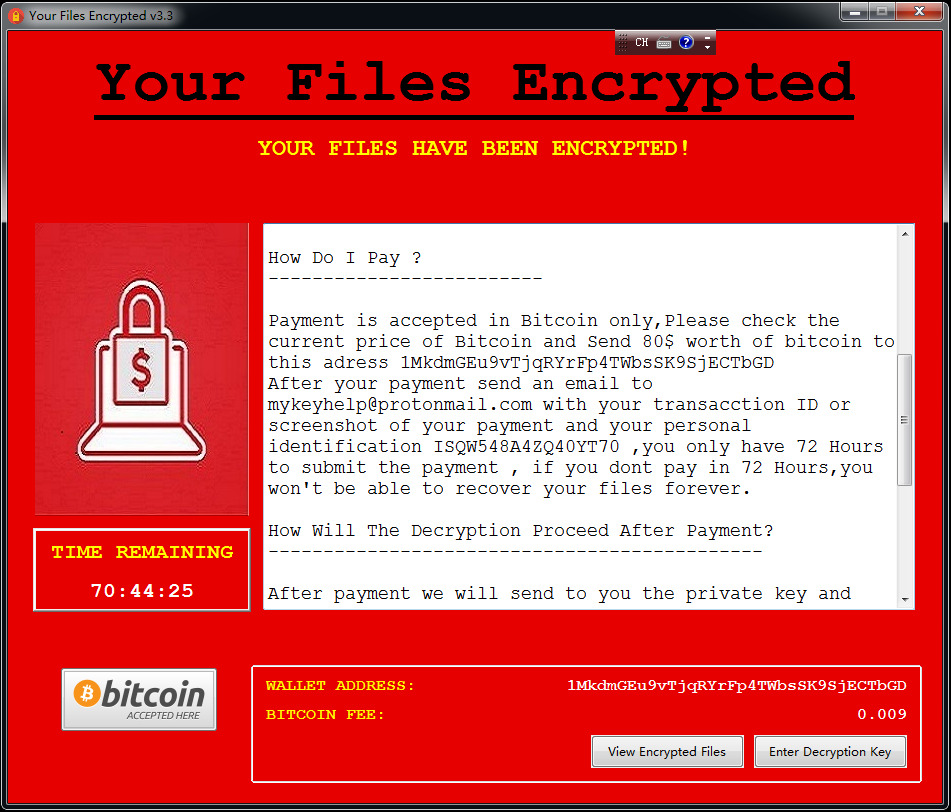 Your Files Encrypted v3.3
CH
Your Files Encrypted
YOUR FILES HAVE BEEN ENCRYPTED!
$
How Do I Pay ?
-------------------------
Payment is accepted in Bitcoin only,Please check the
current price of Bitcoin and Send 80$ worth of bitcoin to
this adress 1MkdmGEu9vTjqRYrFp4TWbsSK9SjECTbGD
After your payment send an email to
mykeyhelp@protonmail.com with your transacction ID or
screenshot of your payment and your personal
identification ISQW548A4ZQ40YT70 ,you only have 72 Hours
to submit the payment , if you dont pay in 72 Hours,you
won't be able to recover your files forever.
How Will The Decryption Proceed After Payment?
---------------------------------------------
After payment we will send to you the private key and
TIME REMAINING
70:44:25
bitcoin
ACCEPTED HERE
WALLET ADDRESS: 1MkdmGEu9vTjqRYrFp4TWbsSK9SjECTbGD
BITCOIN FEE: 0.009
View Encrypted Files Enter Decryption Key